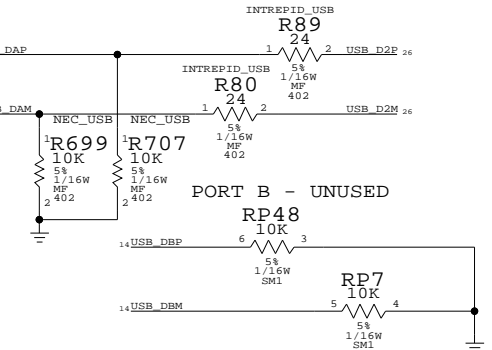 INTREPID_USB
R89
24
_DAP
1
2
USB_D2P 26
5%
1/16W
MF
402
INTREPID_USB
R80
24
_DAM
1
2
USB_D2M 26
5%
1/16W
MF
402
NEC_USB NEC_USB
1 R699
10K
5%
1/16W
MF
402
2
1 R707
10K
5%
1/16W
MF
402
2
PORT B - UNUSED
RP48
10K
14 USB_DBP
6
3
5%
1/16W
SM1
RP7
10K
14 USB_DBM
5
4
5%
1/16W
SM1